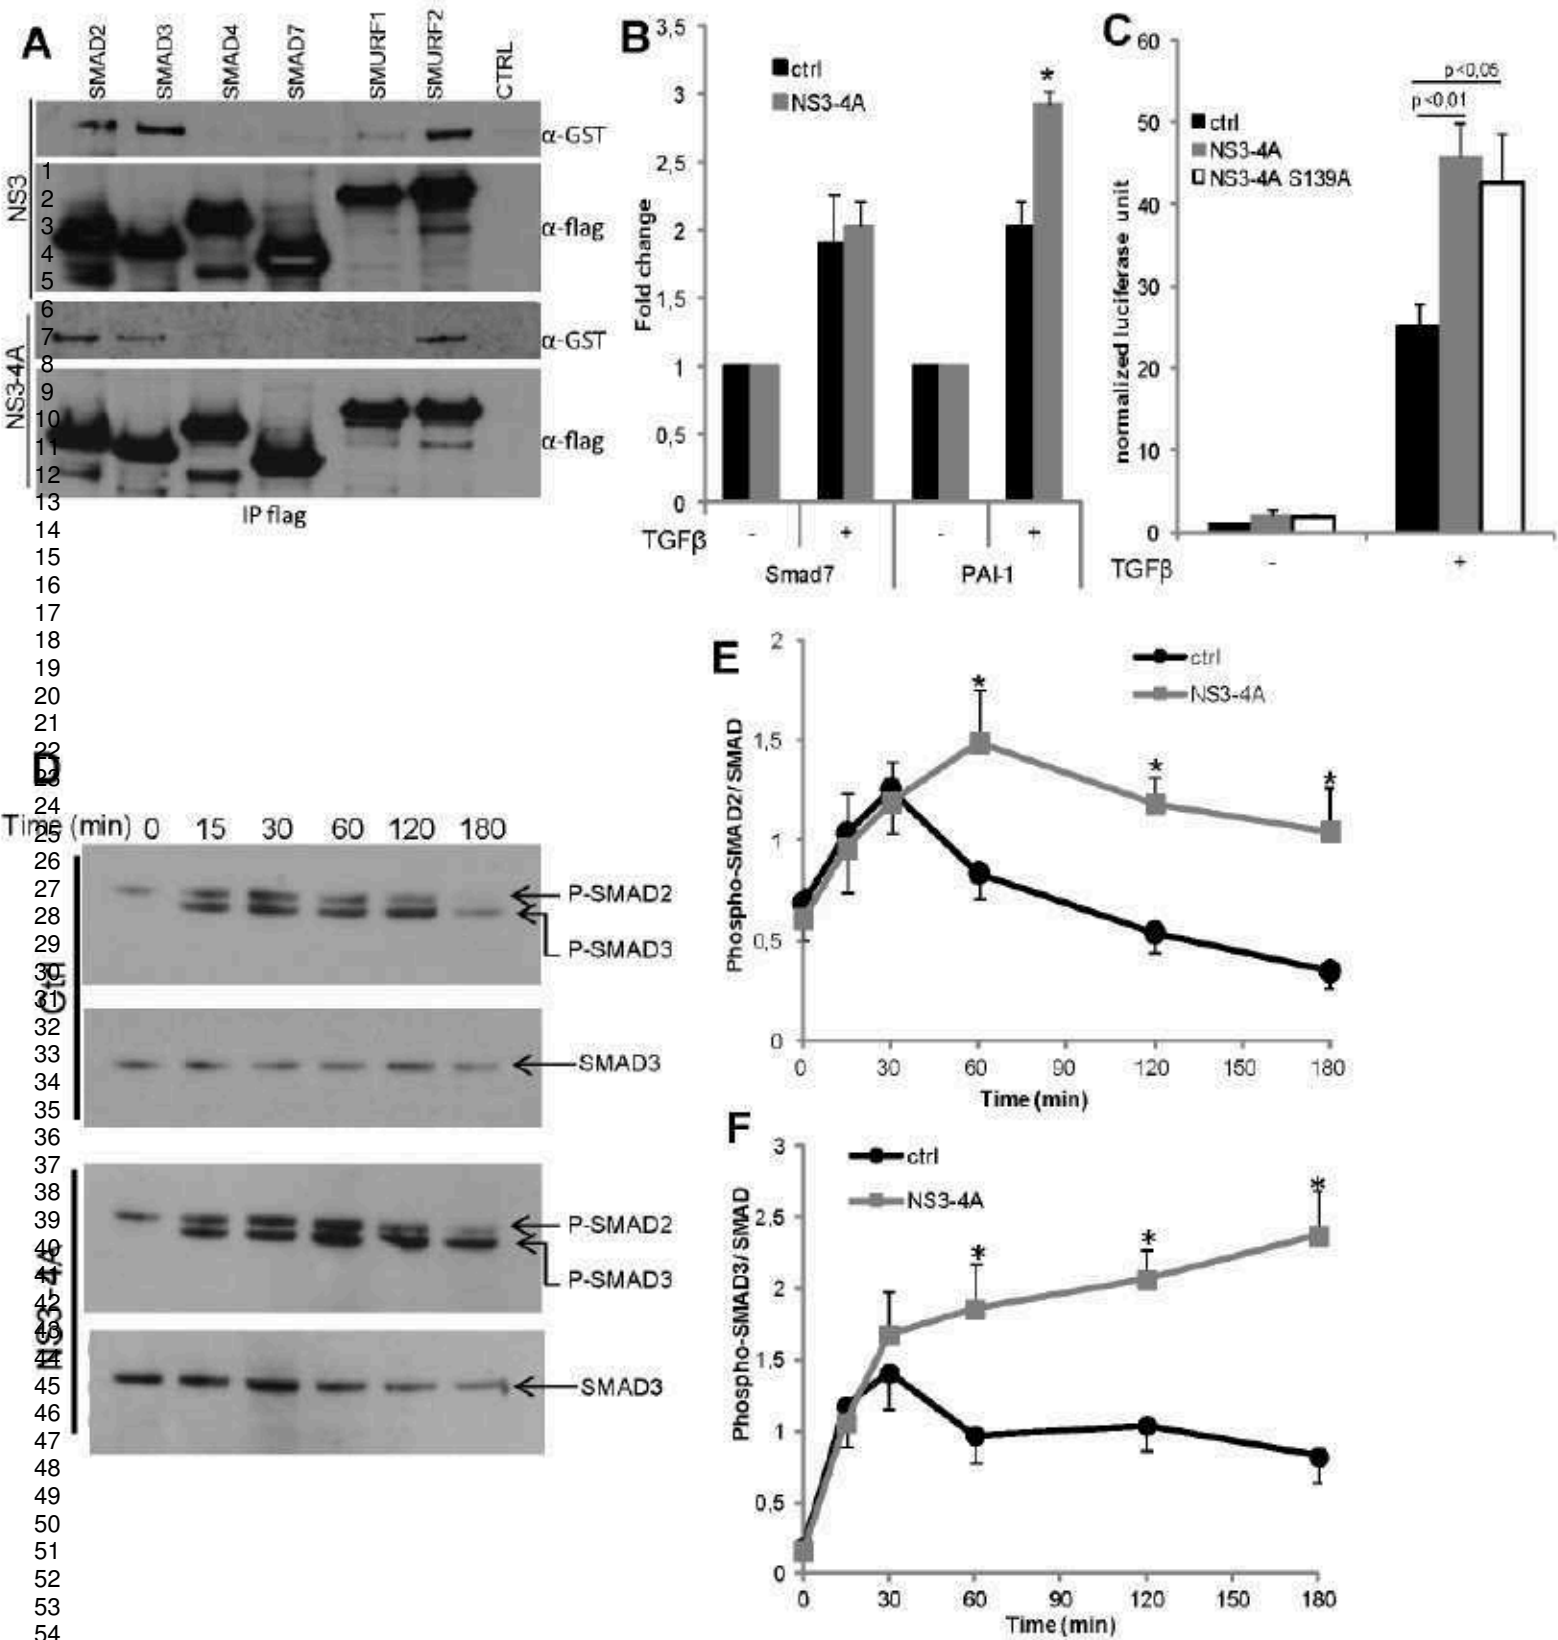 A
SMAD2
SMAD3
SMAD4
SMAD7
SMURF1
SMURF2
CTRL
NS3
α-GST
α-flag
NS3-4A
α-GST
α-flag
IP flag
B
3,5
3
2,5
2
1,5
1
0,5
0
Fold change
ctrl
NS3-4A
*
TGFβ - + - +
Smad7 PAI-1
C
60
50
40
30
20
10
0
normalized luciferase unit
ctrl
NS3-4A
NS3-4A S139A
p<0,05
p<0,01
TGFβ - +
1
2
3
4
5
6
7
8
9
10
11
12
13
14
15
16
17
18
19
20
21
22
23
24
25
26
27
28
29
30
31
32
33
34
35
36
37
38
39
40
41
42
43
44
45
46
47
48
49
50
51
52
53
54
D
Time (min) 0 15 30 60 120 180
Ctrl
P-SMAD2
P-SMAD3
SMAD3
NS3-4A
P-SMAD2
P-SMAD3
SMAD3
E
2
1,5
1
0,5
0
Phospho-SMAD2/ SMAD
ctrl
NS3-4A
*
*
*
0 30 60 90 120 150 180
Time (min)
F
3
2,5
2
1,5
1
0,5
0
Phospho-SMAD3/ SMAD
ctrl
NS3-4A
*
*
*
0 30 60 90 120 150 180
Time (min)